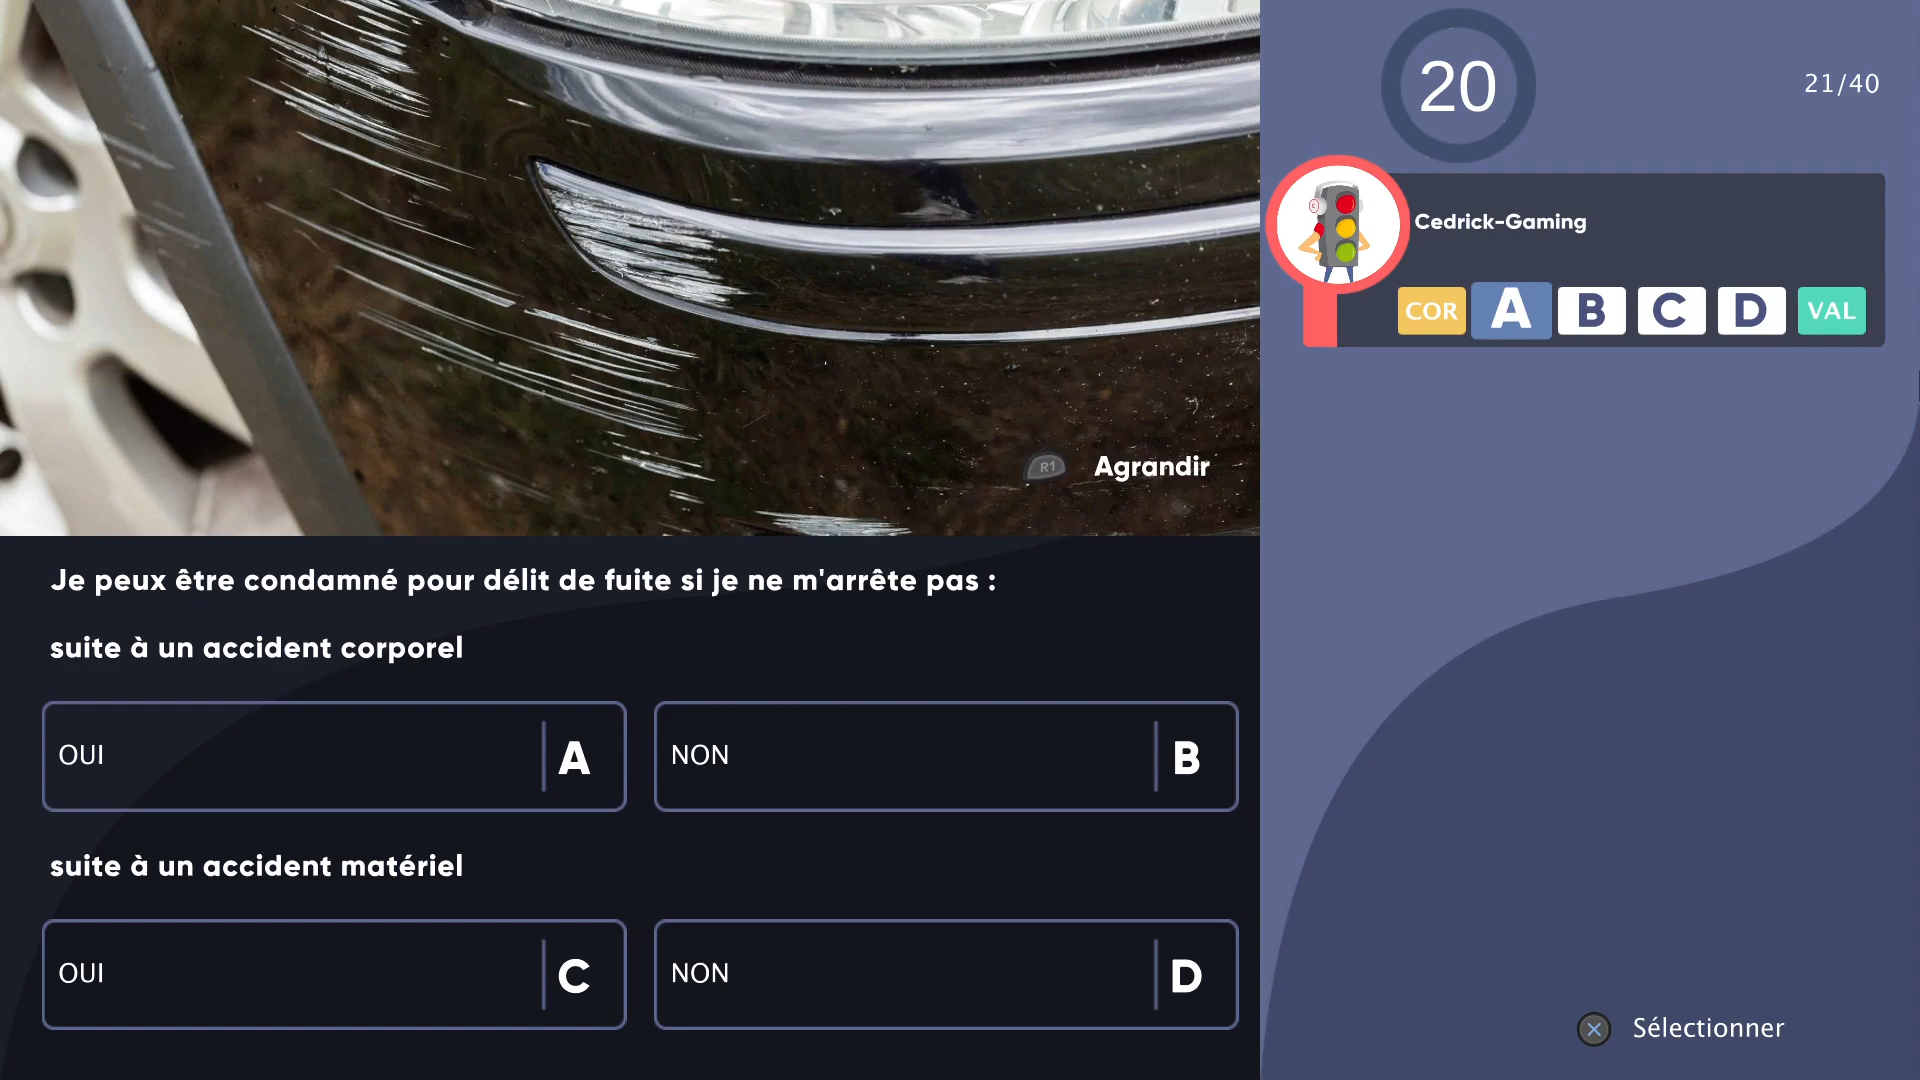 20
21/40
Cedrick-Gaming
COR A B C D VAL
R1 Agrandir
Je peux être condamné pour délit de fuite si je ne m'arrête pas :
suite à un accident corporel
OUI A
NON B
suite à un accident matériel
OUI C
NON D
Sélectionner